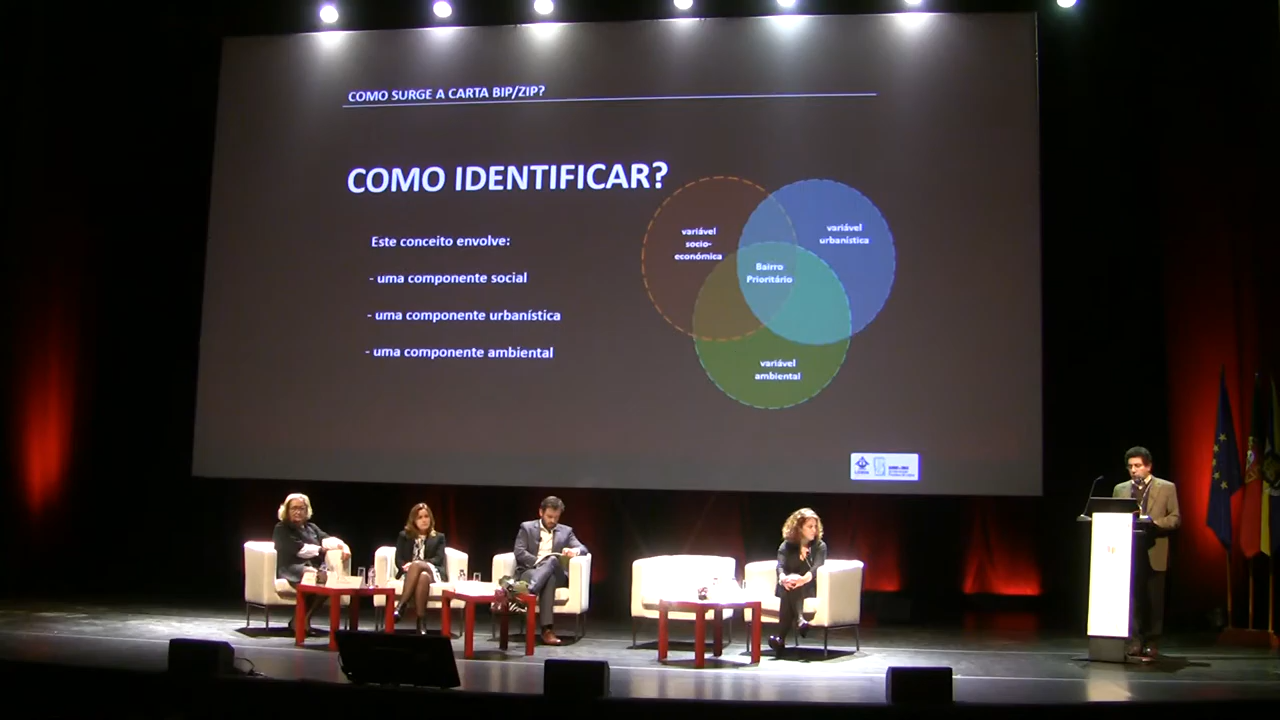 COMO SURGE A CARTA BIP/ZIP?
COMO IDENTIFICAR?
Este conceito envolve:
- uma componente social
- uma componente urbanística
- uma componente ambiental
variável
socio-
económica
variável
urbanística
Bairro
Prioritário
variável
ambiental